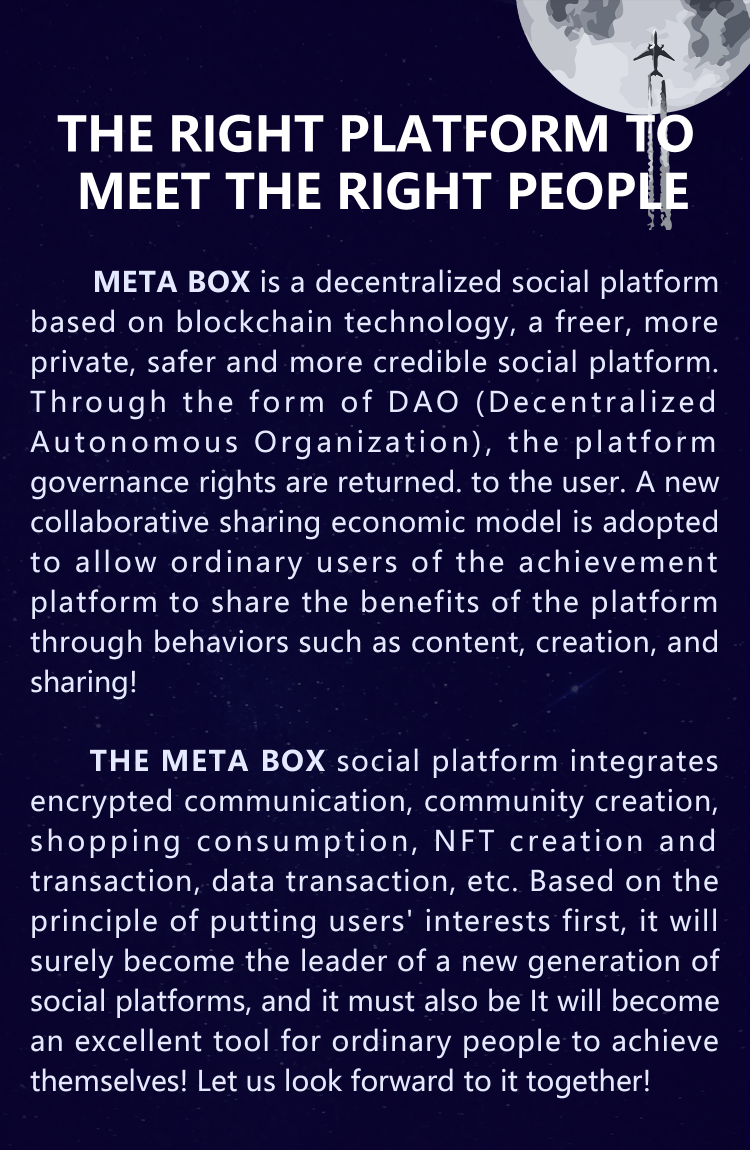 THE RIGHT PLATFORM TO
MEET THE RIGHT PEOPLE
META BOX is a decentralized social platform
based on blockchain technology, a freer, more
private, safer and more credible social platform.
Through the form of DAO (Decentralized
Autonomous Organization), the platform
governance rights are returned. to the user. A new
collaborative sharing economic model is adopted
to allow ordinary users of the achievement
platform to share the benefits of the platform
through behaviors such as content, creation, and
sharing!
THE META BOX social platform integrates
encrypted communication, community creation,
shopping consumption, NFT creation and
transaction, data transaction, etc. Based on the
principle of putting users' interests first, it will
surely become the leader of a new generation of
social platforms, and it must also be It will become
an excellent tool for ordinary people to achieve
themselves! Let us look forward to it together!